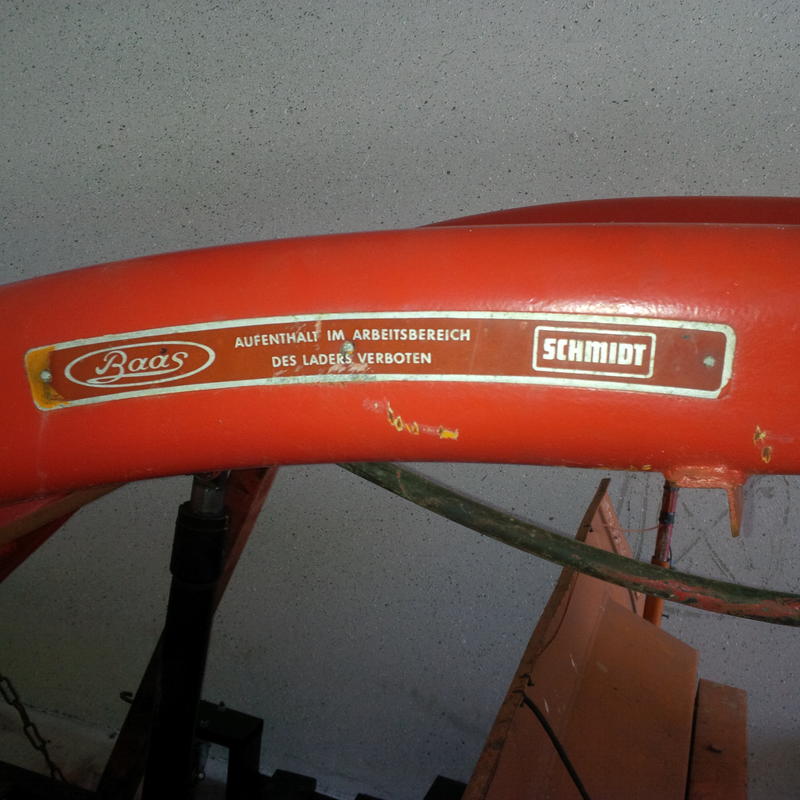 Baas
AUFENTHALT IM ARBEITSBEREICH
DES LADERS VERBOTEN
SCHMIDT